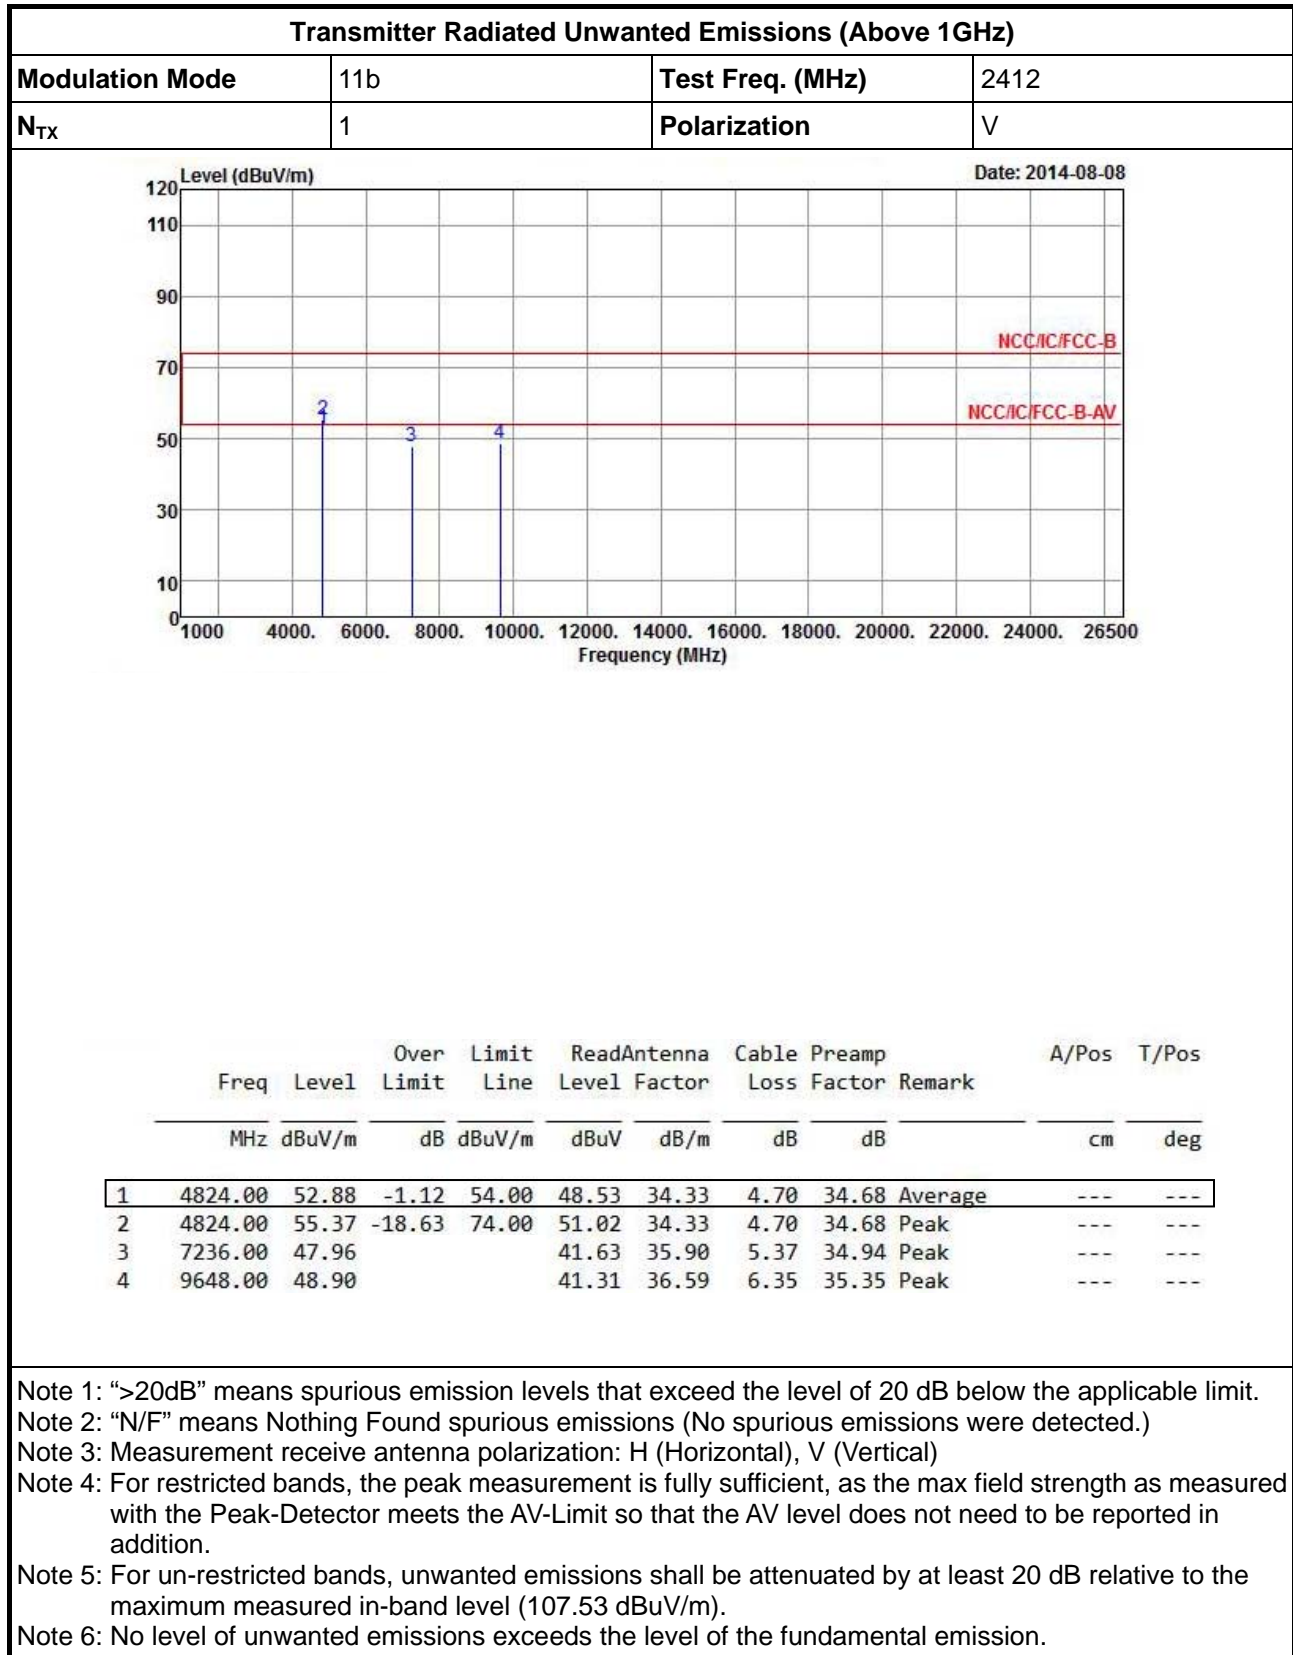 Transmitter Radiated Unwanted Emissions (Above 1GHz)
Modulation Mode 11b Test Freq. (MHz) 2412
NTX 1 Polarization V
Level (dBuV/m) Date: 2014-08-08
120
110
90
NCC/IC/FCC-B
70
NCC/IC/FCC-B-AV
2
1
3
4
50
30
10
0
1000 4000. 6000. 8000. 10000. 12000. 14000. 16000. 18000. 20000. 22000. 24000. 26500
Frequency (MHz)
Over Limit ReadAntenna Cable Preamp A/Pos T/Pos
Freq Level Limit Line Level Factor Loss Factor Remark
MHz dBuV/m dB dBuV/m dBuV dB/m dB dB cm deg
1 4824.00 52.88 -1.12 54.00 48.53 34.33 4.70 34.68 Average --- ---
2 4824.00 55.37 -18.63 74.00 51.02 34.33 4.70 34.68 Peak --- ---
3 7236.00 47.96 41.63 35.90 5.37 34.94 Peak --- ---
4 9648.00 48.90 41.31 36.59 6.35 35.35 Peak --- ---
Note 1: “>20dB” means spurious emission levels that exceed the level of 20 dB below the applicable limit.
Note 2: “N/F” means Nothing Found spurious emissions (No spurious emissions were detected.)
Note 3: Measurement receive antenna polarization: H (Horizontal), V (Vertical)
Note 4: For restricted bands, the peak measurement is fully sufficient, as the max field strength as measured
with the Peak-Detector meets the AV-Limit so that the AV level does not need to be reported in
addition.
Note 5: For un-restricted bands, unwanted emissions shall be attenuated by at least 20 dB relative to the
maximum measured in-band level (107.53 dBuV/m).
Note 6: No level of unwanted emissions exceeds the level of the fundamental emission.